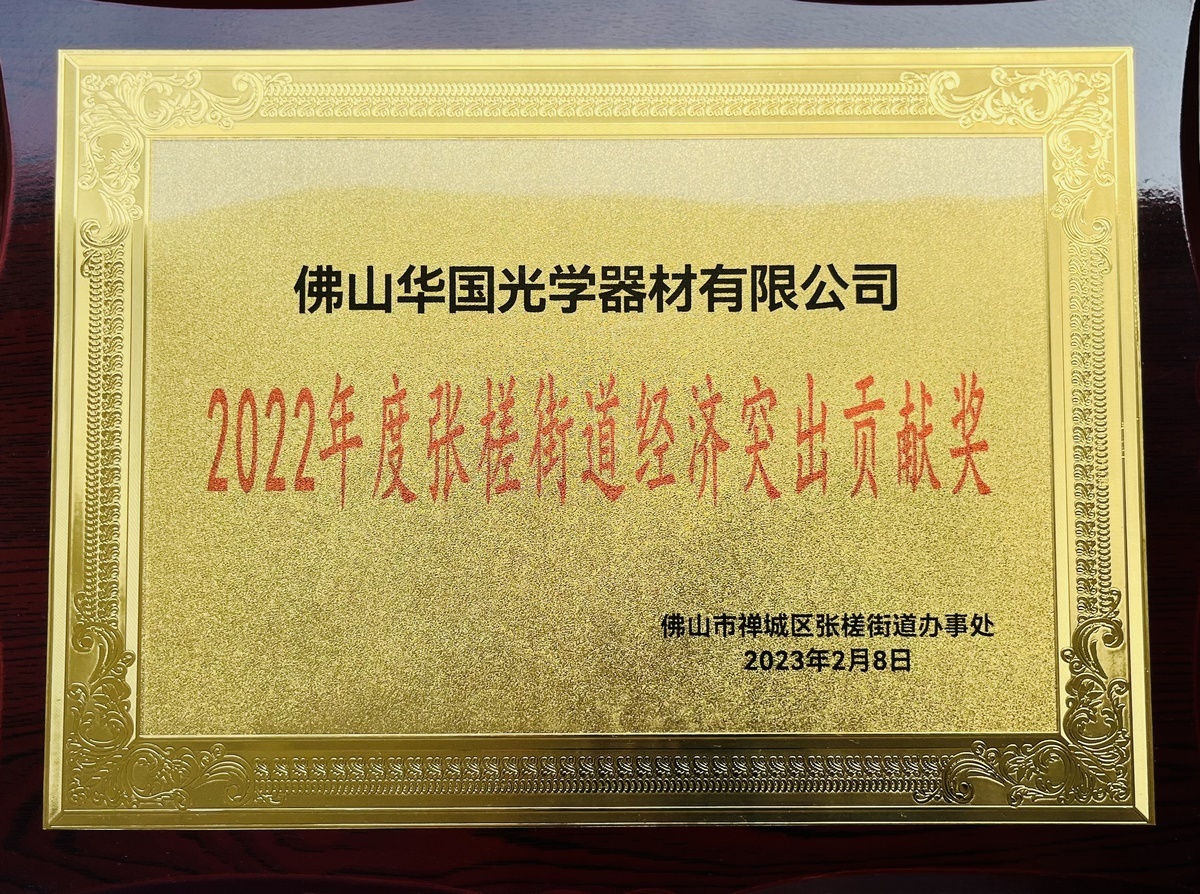 佛山华国光学器材有限公司
2022年度张槎街道经济突出贡献奖
佛山市禅城区张槎街道办事处
2023年2月8日